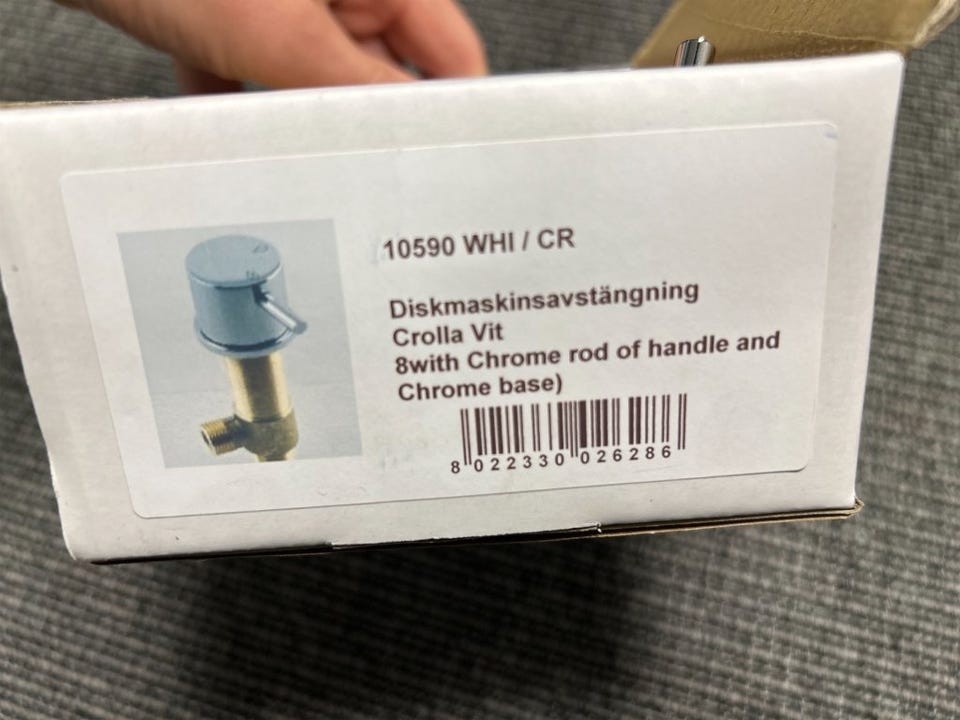 10590 WHI / CR
Diskmaskinsavstängning
Crolla Vit
8with Chrome rod of handle and
Chrome base)
8 022330 026286